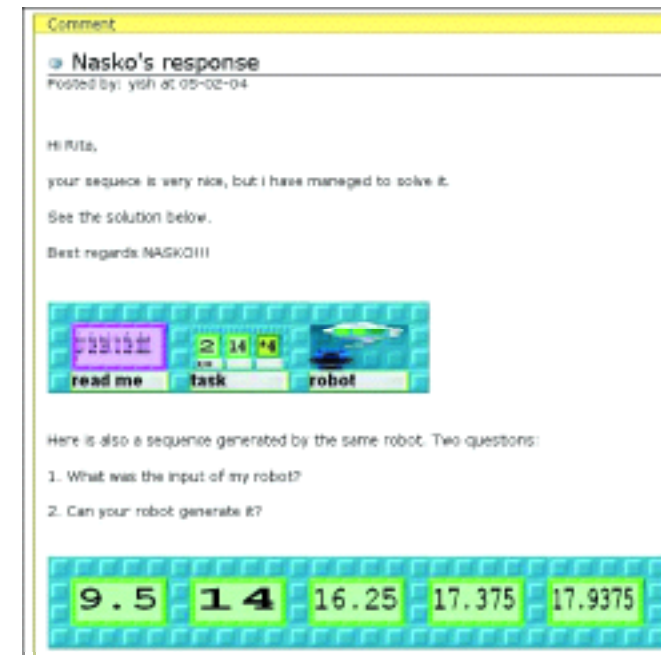 Comment
Nasko's response
Posted by: yish at 05-02-04
Hi Rita,
your sequece is very nice, but i have maneged to solve it.
See the solution below.
Best regards NASKO!!!
2 14
read me task robot
Here is also a sequence generated by the same robot. Two questions:
1. What was the input of my robot?
2. Can your robot generate it?
9.5 14 16.25 17.375 17.9375